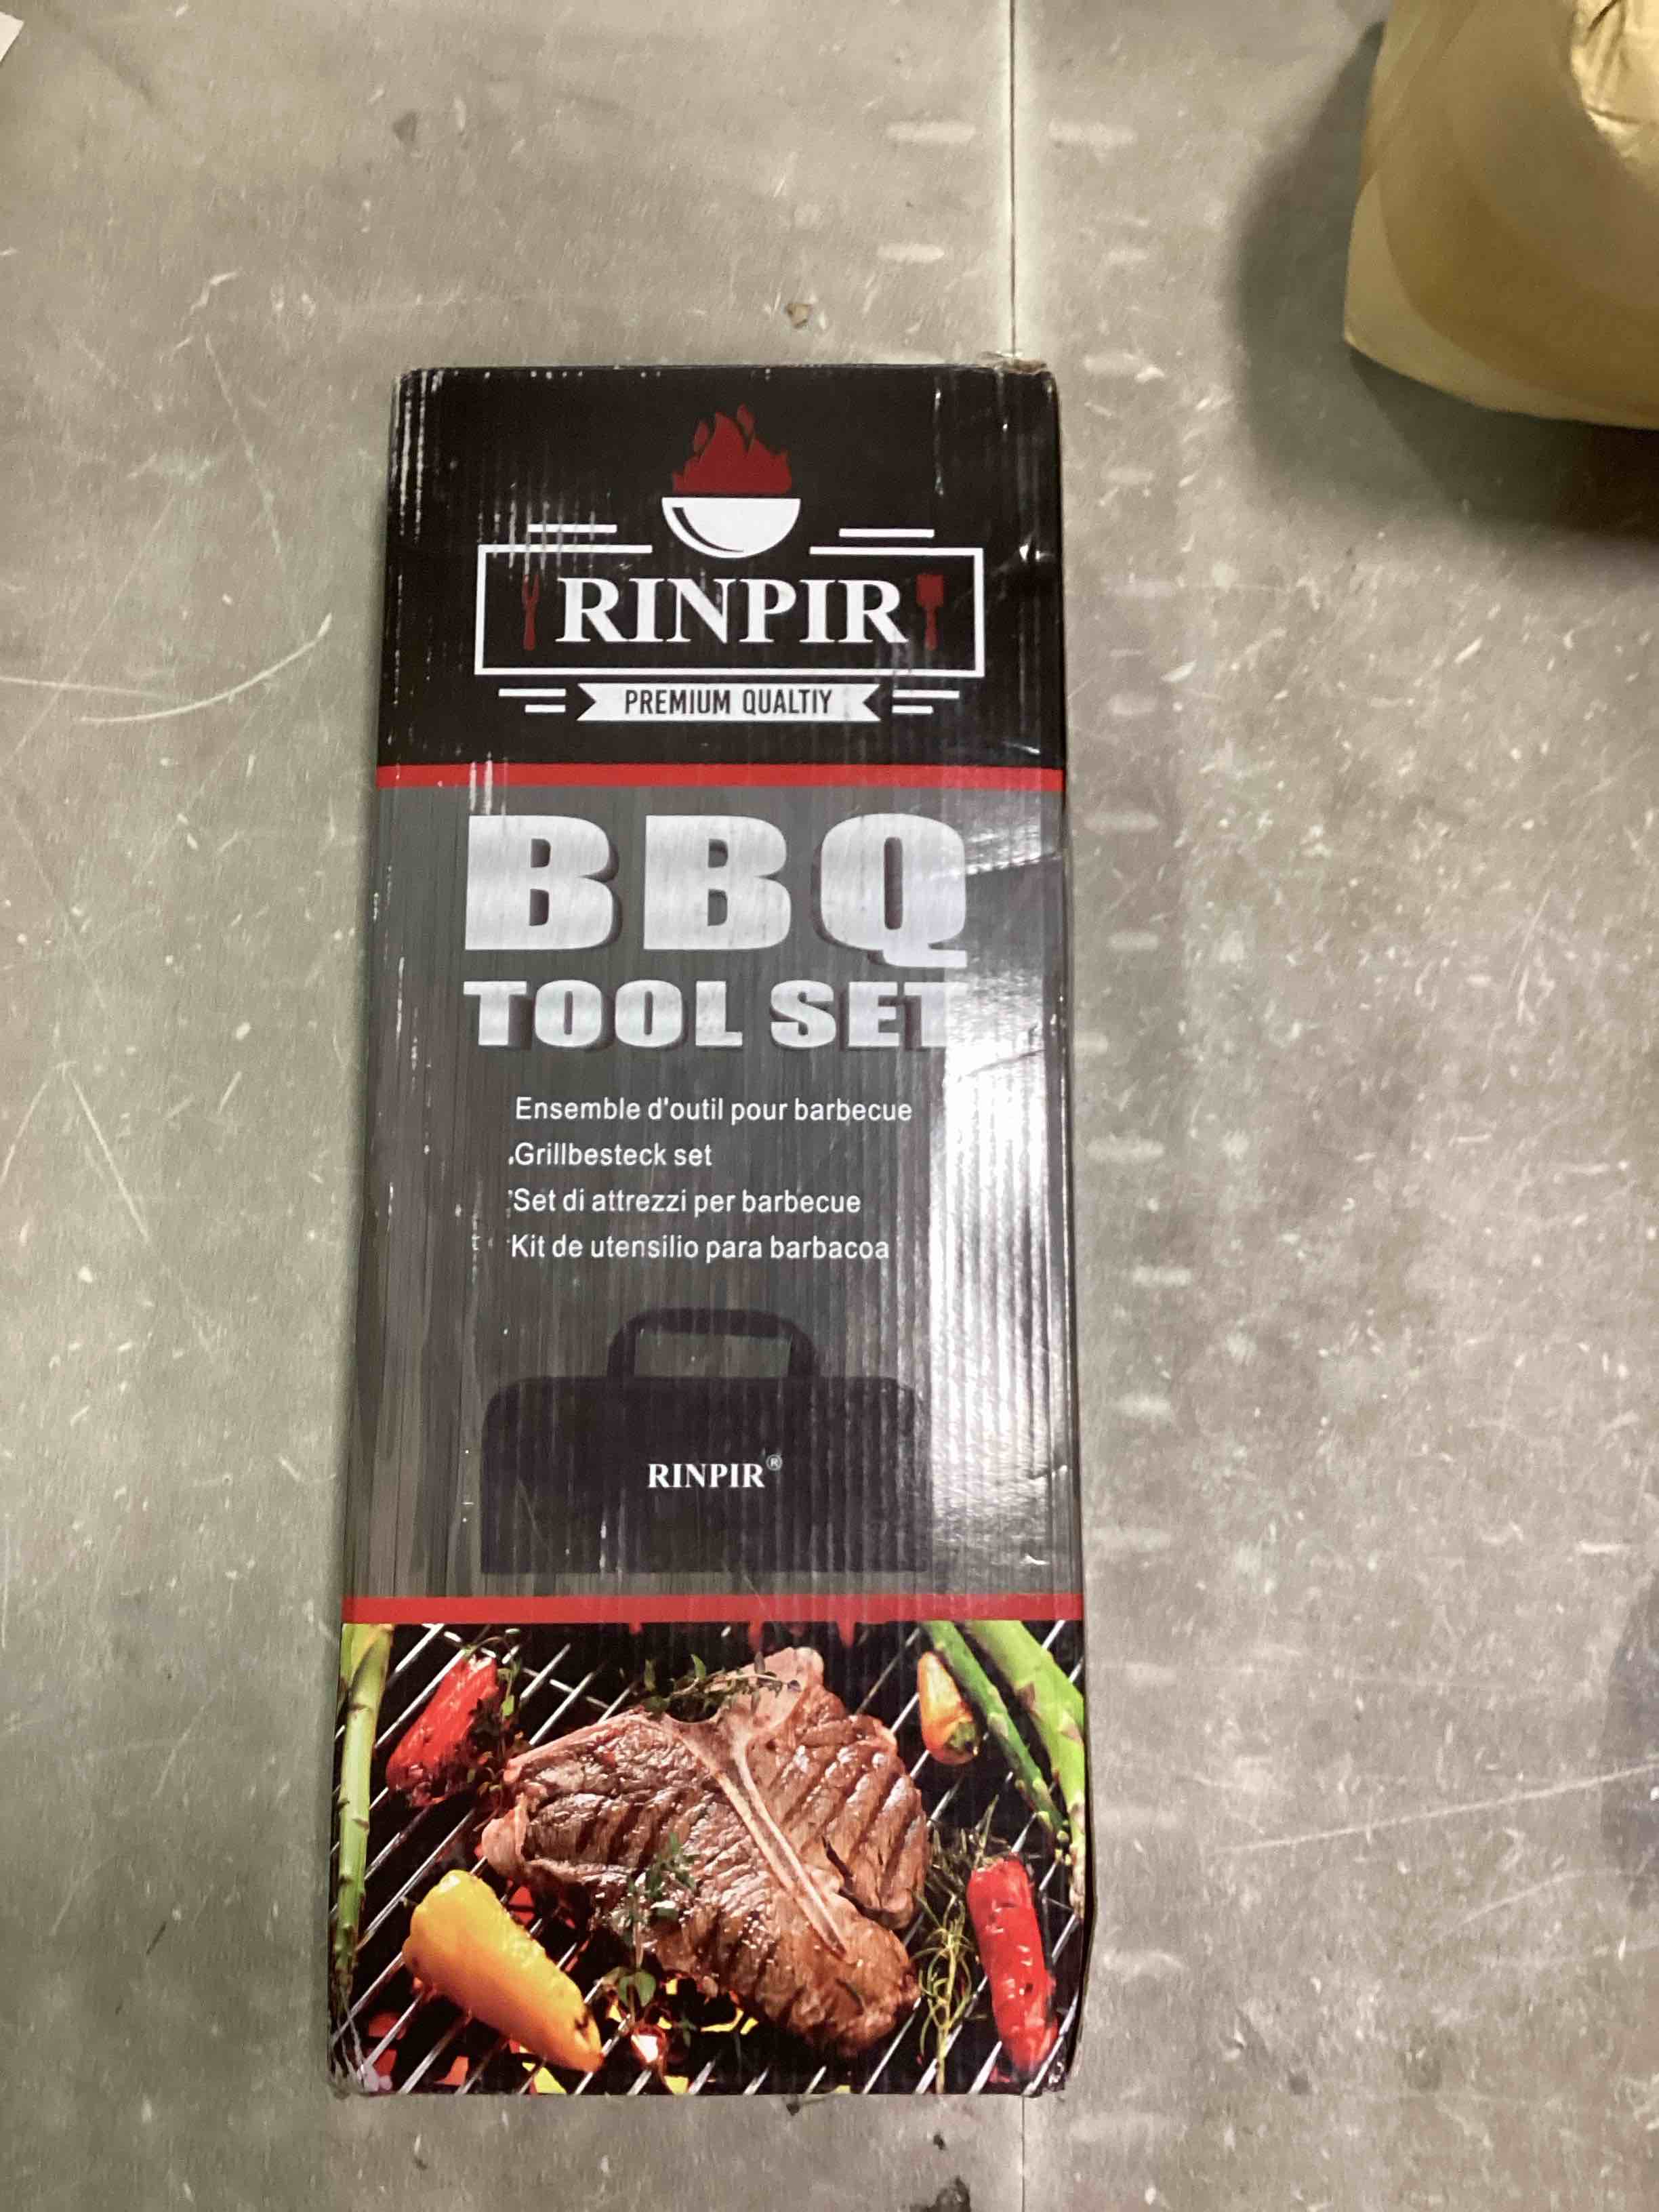 RINPIR
PREMIUM QUALTIY
BBQ
TOOL SET
Ensemble d'outil pour barbecue
Grillbesteck set
Set di attrezzi per barbecue
Kit de utensilio para barbacoa
RINPIR®